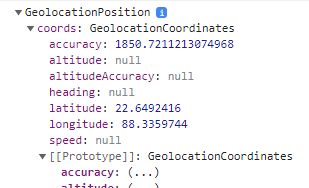 ▼GeolocationPosition i
▼coords: GeolocationCoordinates
accuracy: 1850.7211213074968
altitude: null
altitudeAccuracy: null
heading: null
latitude: 22.6492416
longitude: 88.3359744
speed: null
▼[[Prototype]]: GeolocationCoordinates
accuracy: (...)
altitude: (...)